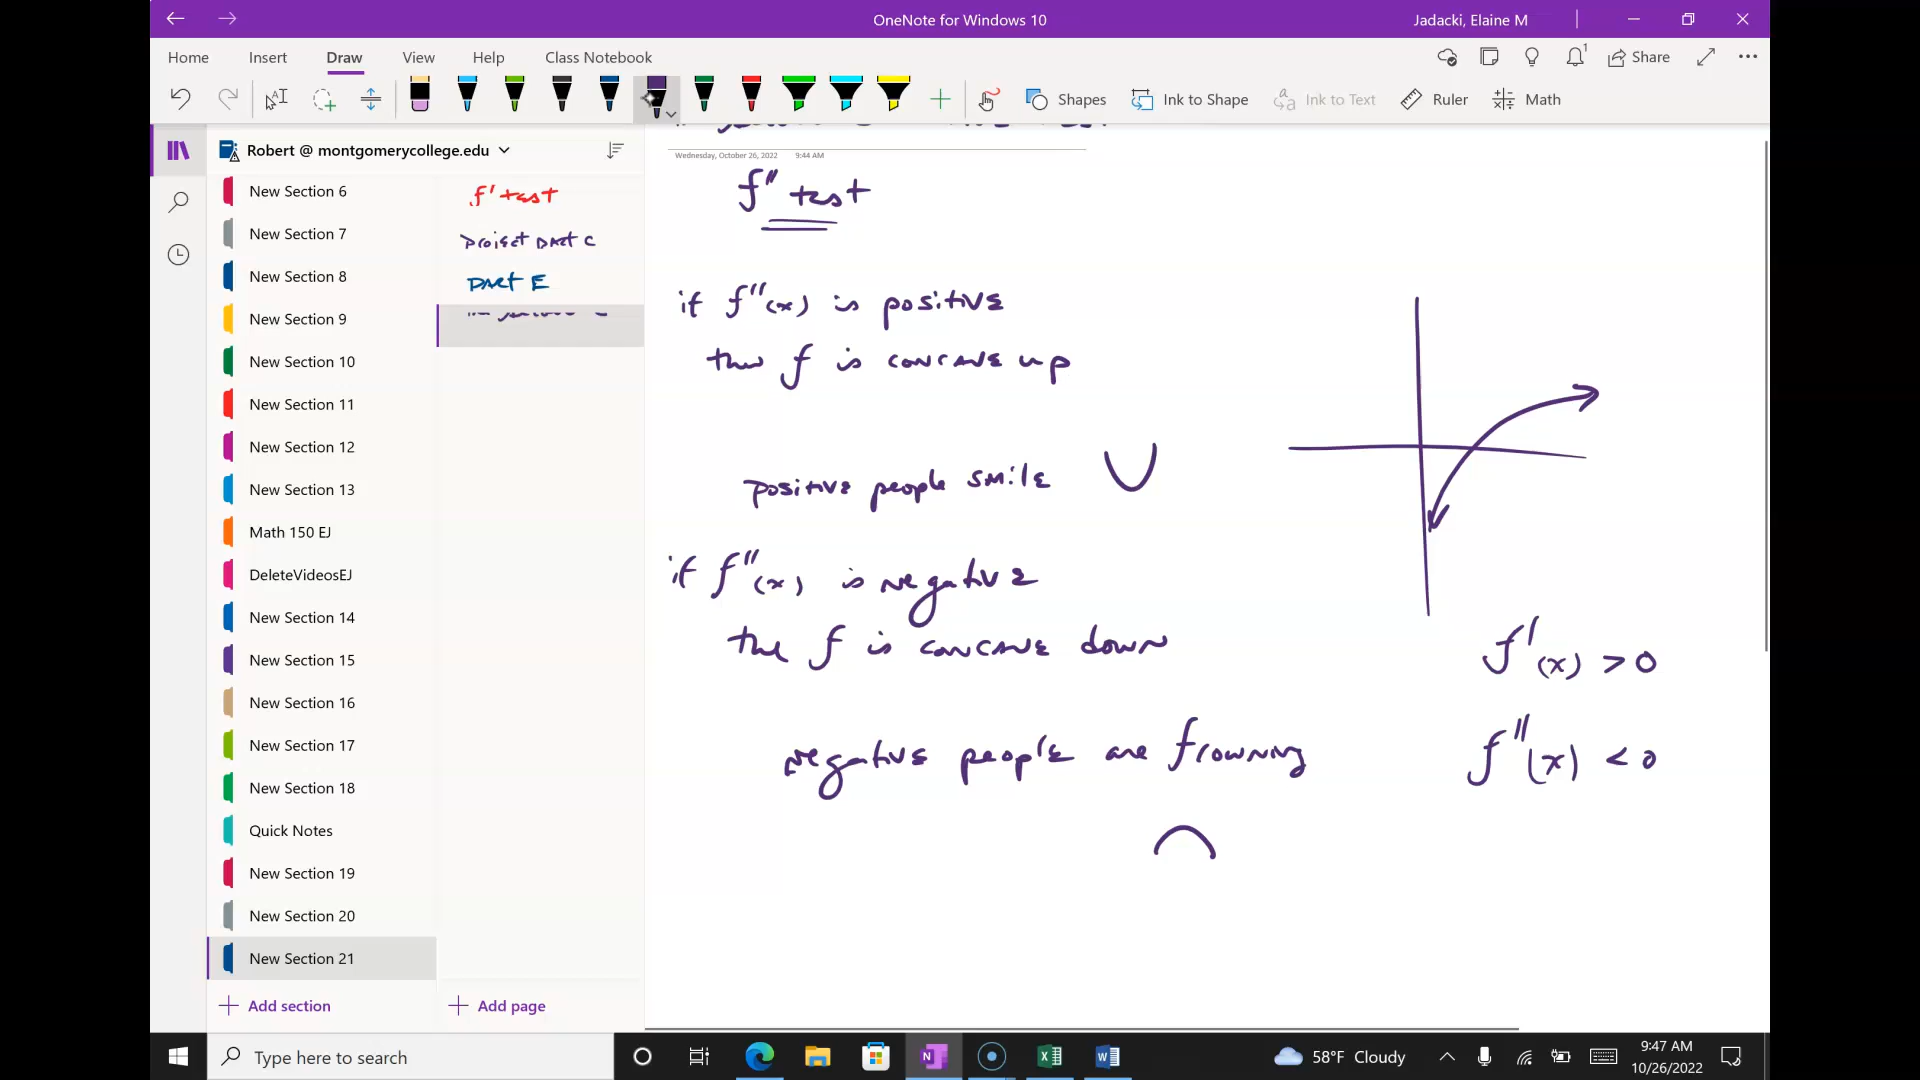 OneNote for Windows 10
Jadacki, Elaine M
Home Insert Draw View Help Class Notebook
1
Share
Shapes
Ink to Shape
Ink to Text
Ruler
Math
Robert @ montgomerycollege.edu
New Section 6
New Section 7
New Section 8
New Section 9
New Section 10
New Section 11
New Section 12
New Section 13
Math 150 EJ
DeleteVideosEJ
New Section 14
New Section 15
New Section 16
New Section 17
New Section 18
Quick Notes
New Section 19
New Section 20
New Section 21
Add section
f' test
project part c
part E
Add page
Wednesday, October 26, 2022 9:44 AM
f'' test
if f''(x) is positive
then f is concave up
positive people smile
if f''(x) is negative
the f is concave down
negative people are frowning
f'(x) > 0
f''(x) < 0
Type here to search
58°F Cloudy
9:47 AM
10/26/2022